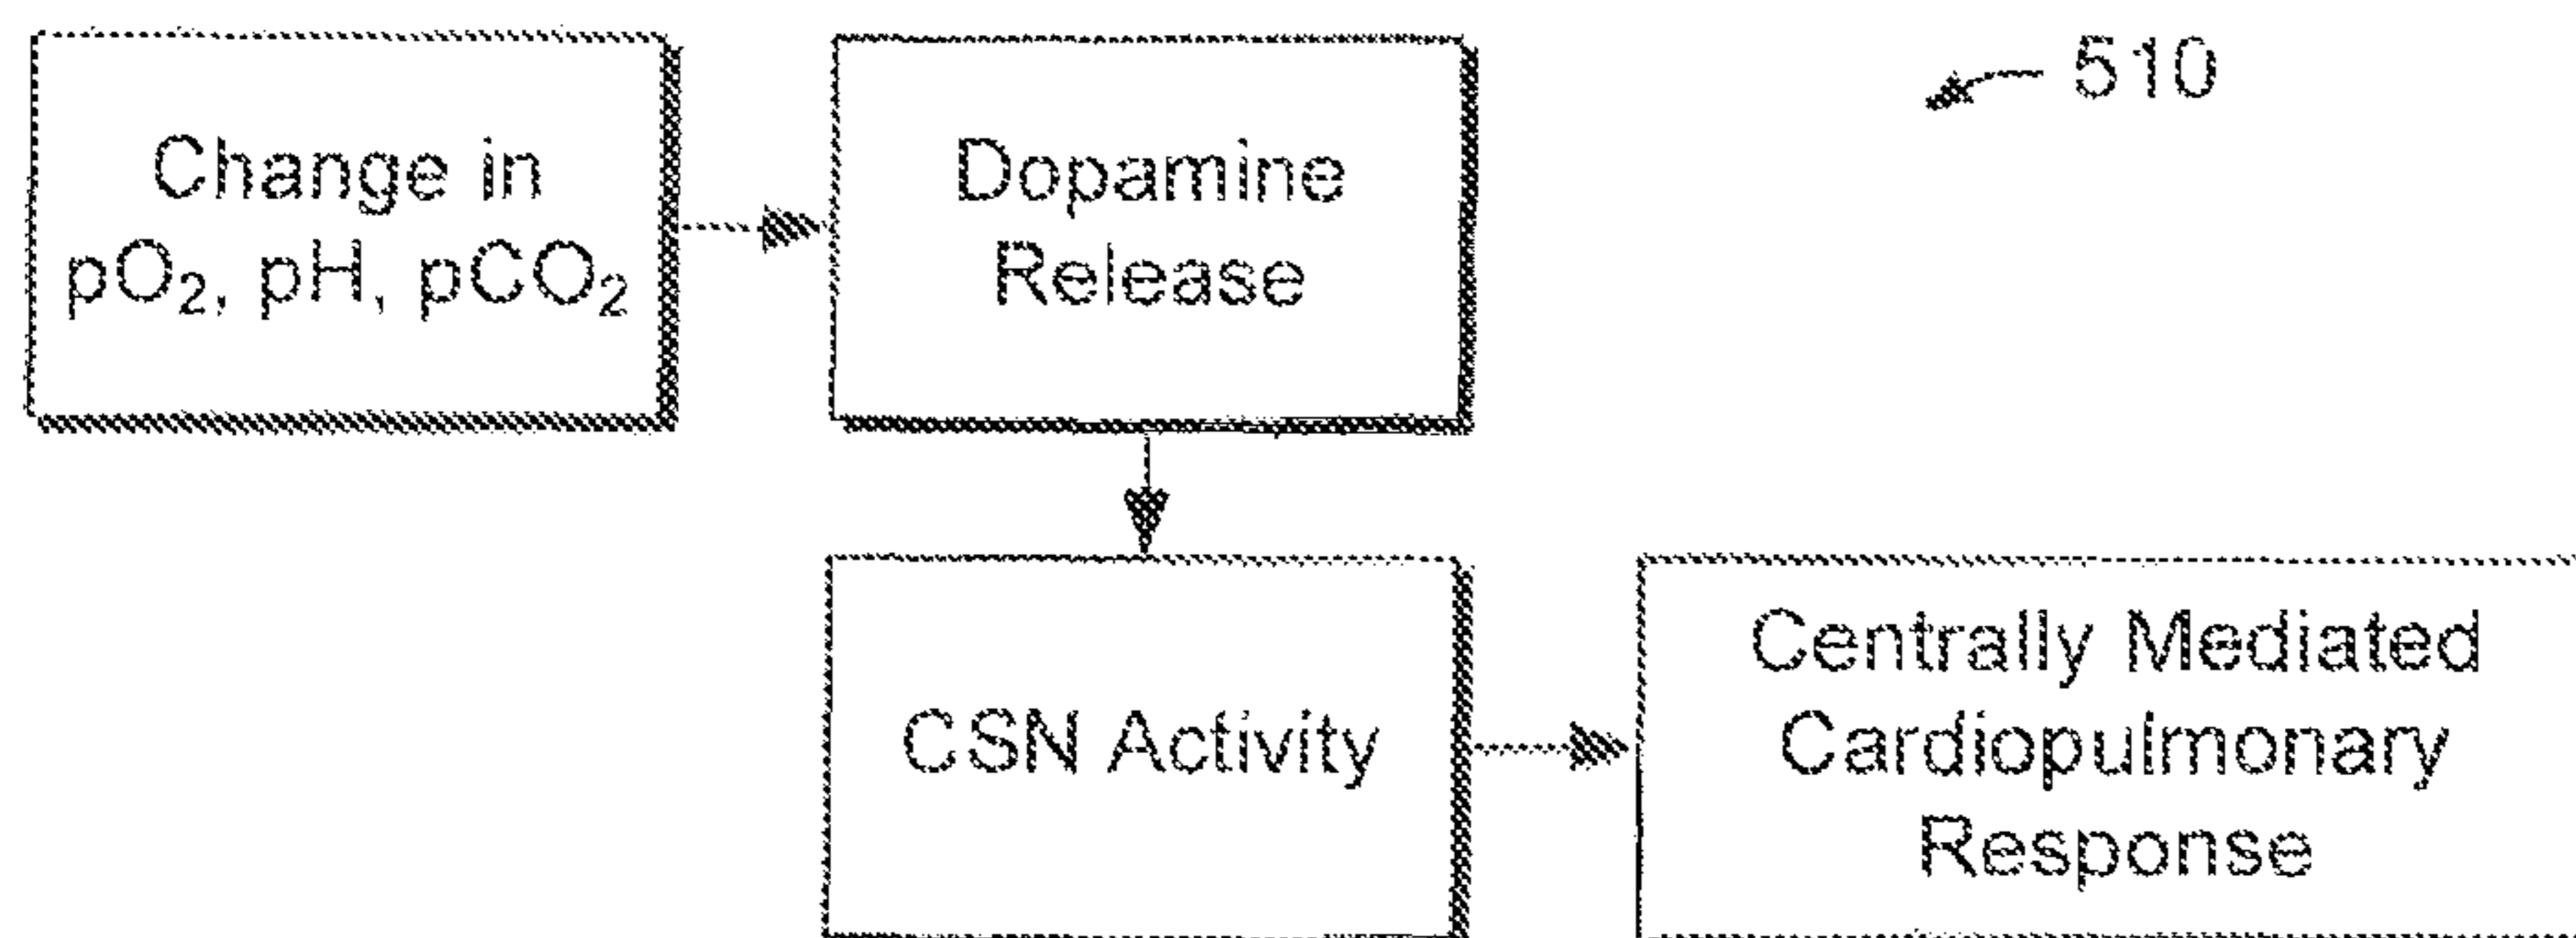 Change in
pO₂, pH, pCO₂
Dopamine
Release
510
CSN Activity
Centrally Mediated
Cardiopulmonary
Response